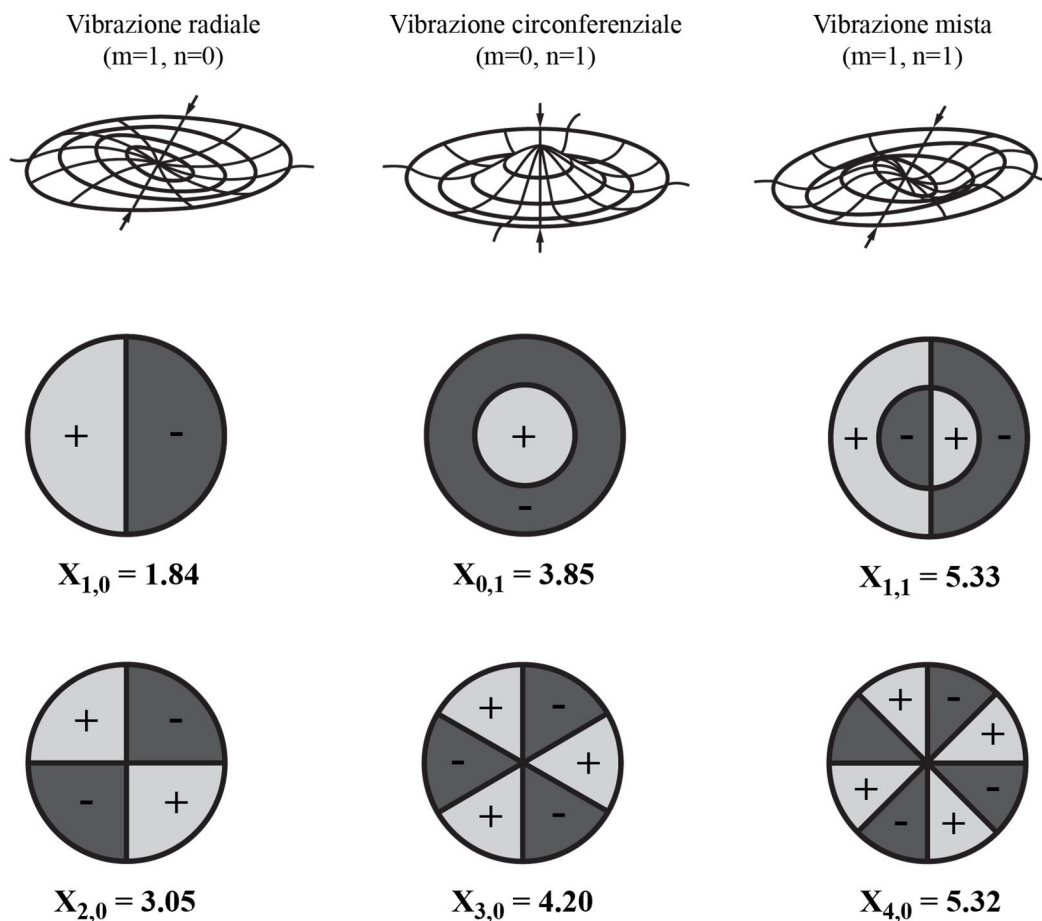 Vibrazione radiale
(m=1, n=0)
Vibrazione circonferenziale
(m=0, n=1)
Vibrazione mista
(m=1, n=1)
+ -
+
-
+ - + -
X1,0 = 1.84
X0,1 = 3.85
X1,1 = 5.33
+ -
- +
+ -
- +
+ -
+ -
+
+ -
- +
X2,0 = 3.05
X3,0 = 4.20
X4,0 = 5.32